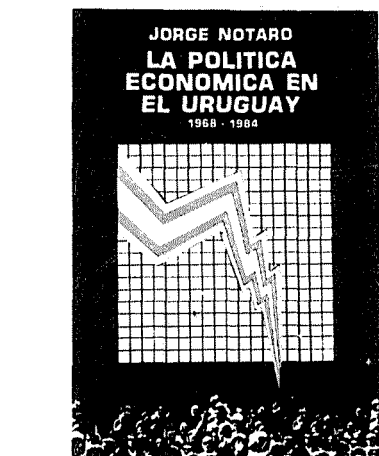 JORGE NOTARO
LA POLITICA
ECONOMICA EN
EL URUGUAY
1968 - 1984